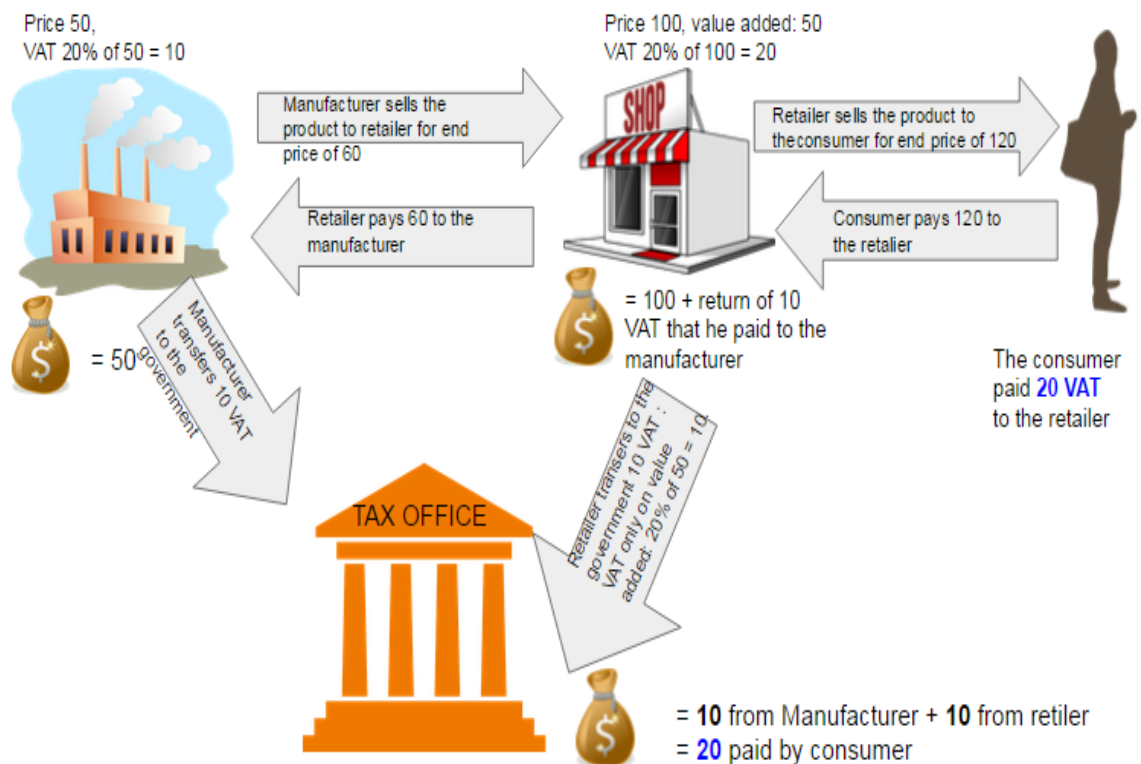 Price 50,
VAT 20% of 50 = 10
Price 100, value added: 50
VAT 20% of 100 = 20
Manufacturer sells the
product to retailer for end
price of 60
SHOP
Retailer sells the product to
theconsumer for end price of 120
Retailer pays 60 to the
manufacturer
Consumer pays 120 to
the retalier
$ = 50
Manufacturer
transfers 10 VAT
to the
government
$ = 100 + return of 10
VAT that he paid to the
manufacturer
The consumer
paid 20 VAT
to the retailer
Retailer transers to the
government 10 VAT :
VAT only on value
added: 20% of 50 = 10.
TAX OFFICE
$ = 10 from Manufacturer + 10 from retiler
= 20 paid by consumer